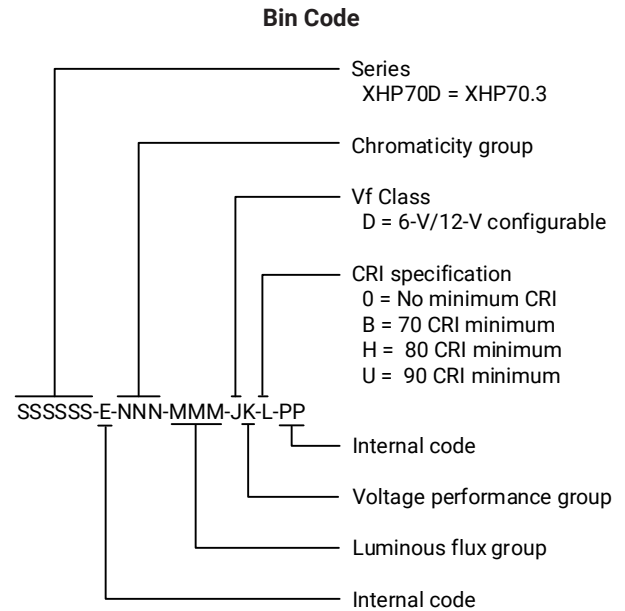 Bin Code
Series
XHP70D = XHP70.3
Chromaticity group
Vf Class
D = 6-V/12-V configurable
CRI specification
0 = No minimum CRI
B = 70 CRI minimum
H = 80 CRI minimum
U = 90 CRI minimum
SSSSSS-E-NNN-MMM-JK-L-PP
Internal code
Voltage performance group
Luminous flux group
Internal code